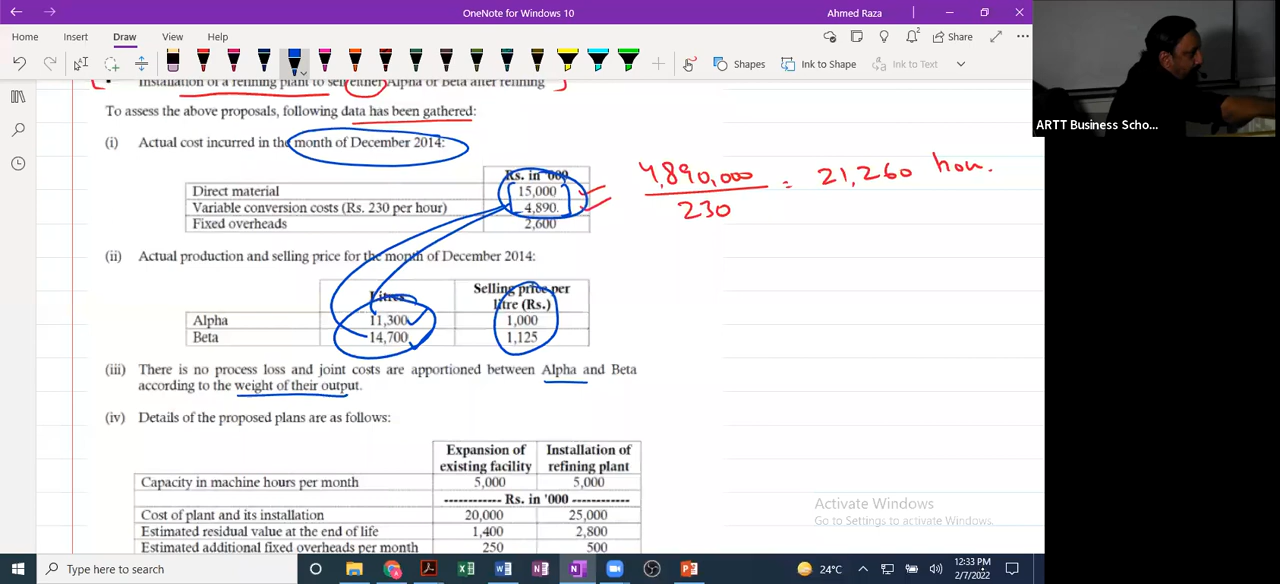 OneNote for Windows 10
Ahmed Raza
Home Insert Draw View Help
Share
Shapes Ink to Shape Ink to Text
Installation of a refining plant to sell either Alpha or Beta after refining
To assess the above proposals, following data has been gathered:
(i) Actual cost incurred in the month of December 2014:
Rs. in '000
Direct material 15,000
Variable conversion costs (Rs. 230 per hour) 4,890
Fixed overheads 2,600
4,890,000 / 230 = 21,260 hour.
(ii) Actual production and selling price for the month of December 2014:
Litres Selling price per litre (Rs.)
Alpha 11,300 1,000
Beta 14,700 1,125
(iii) There is no process loss and joint costs are apportioned between Alpha and Beta
according to the weight of their output.
(iv) Details of the proposed plans are as follows:
Expansion of Installation of
existing facility refining plant
Capacity in machine hours per month 5,000 5,000
------------ Rs. in '000 ------------
Cost of plant and its installation 20,000 25,000
Estimated residual value at the end of life 1,400 2,800
Estimated additional fixed overheads per month 250 500
Activate Windows
Go to Settings to activate Windows.
ARTT Business Scho...
Type here to search
24°C
12:33 PM
2/7/2022